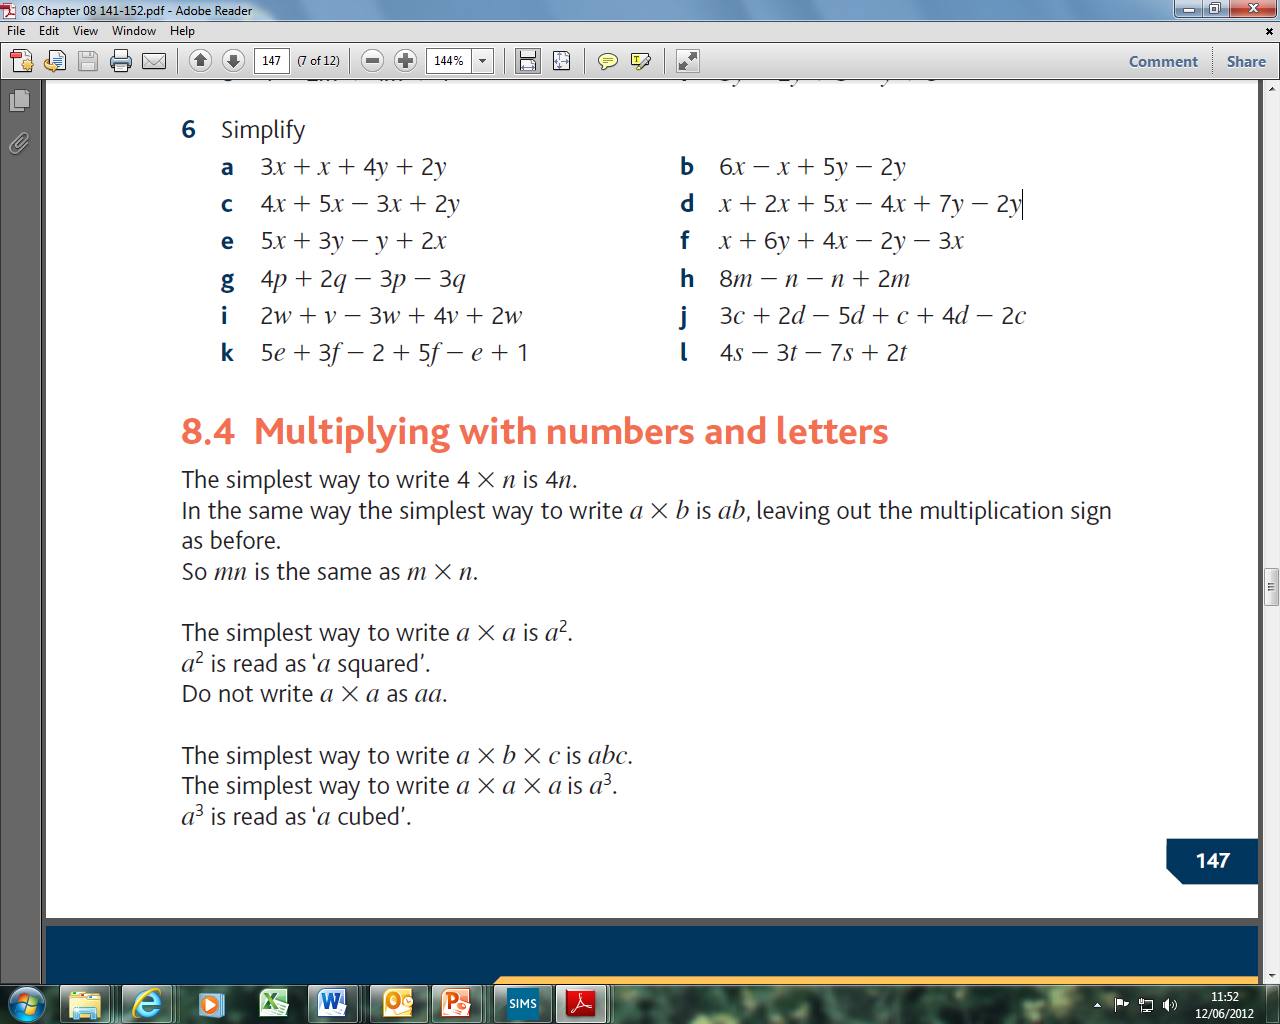 08 Chapter 08 141-152.pdf - Adobe Reader
File Edit View Window Help
147 (7 of 12) 144% Comment Share
6 Simplify
a 3x + x + 4y + 2y b 6x − x + 5y − 2y
c 4x + 5x − 3x + 2y d x + 2x + 5x − 4x + 7y − 2y
e 5x + 3y − y + 2x f x + 6y + 4x − 2y − 3x
g 4p + 2q − 3p − 3q h 8m − n − n + 2m
i 2w + v − 3w + 4v + 2w j 3c + 2d − 5d + c + 4d − 2c
k 5e + 3f − 2 + 5f − e + 1 l 4s − 3t − 7s + 2t
8.4 Multiplying with numbers and letters
The simplest way to write 4 × n is 4n.
In the same way the simplest way to write a × b is ab, leaving out the multiplication sign
as before.
So mn is the same as m × n.
The simplest way to write a × a is a².
a² is read as ‘a squared’.
Do not write a × a as aa.
The simplest way to write a × b × c is abc.
The simplest way to write a × a × a is a³.
a³ is read as ‘a cubed’.
147
SIMS
11:52
12/06/2012